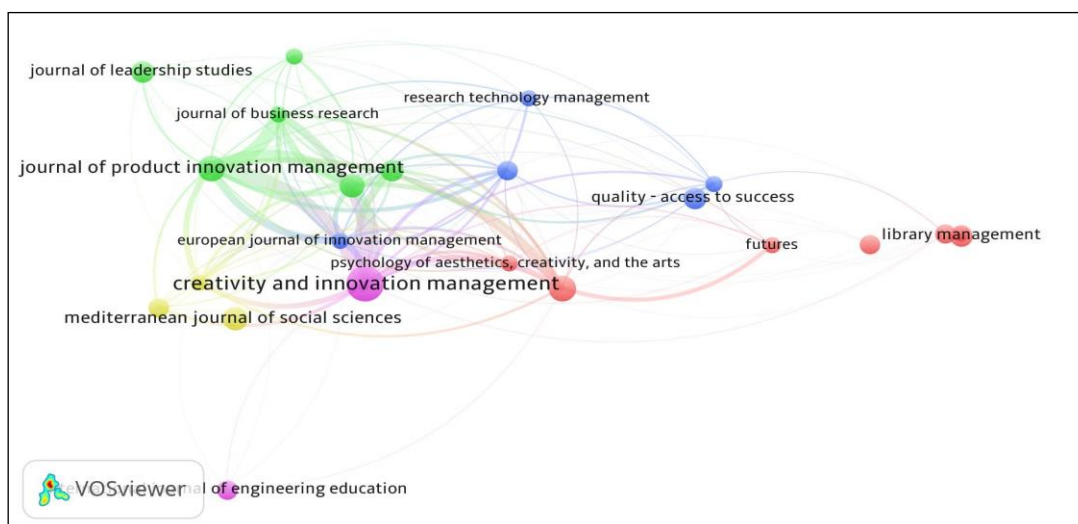 journal of leadership studies
journal of business research
research technology management
journal of product innovation management
quality - access to success
european journal of innovation management
library management
futures
psychology of aesthetics, creativity, and the arts
creativity and innovation management
mediterranean journal of social sciences
VOSviewer
of engineering education